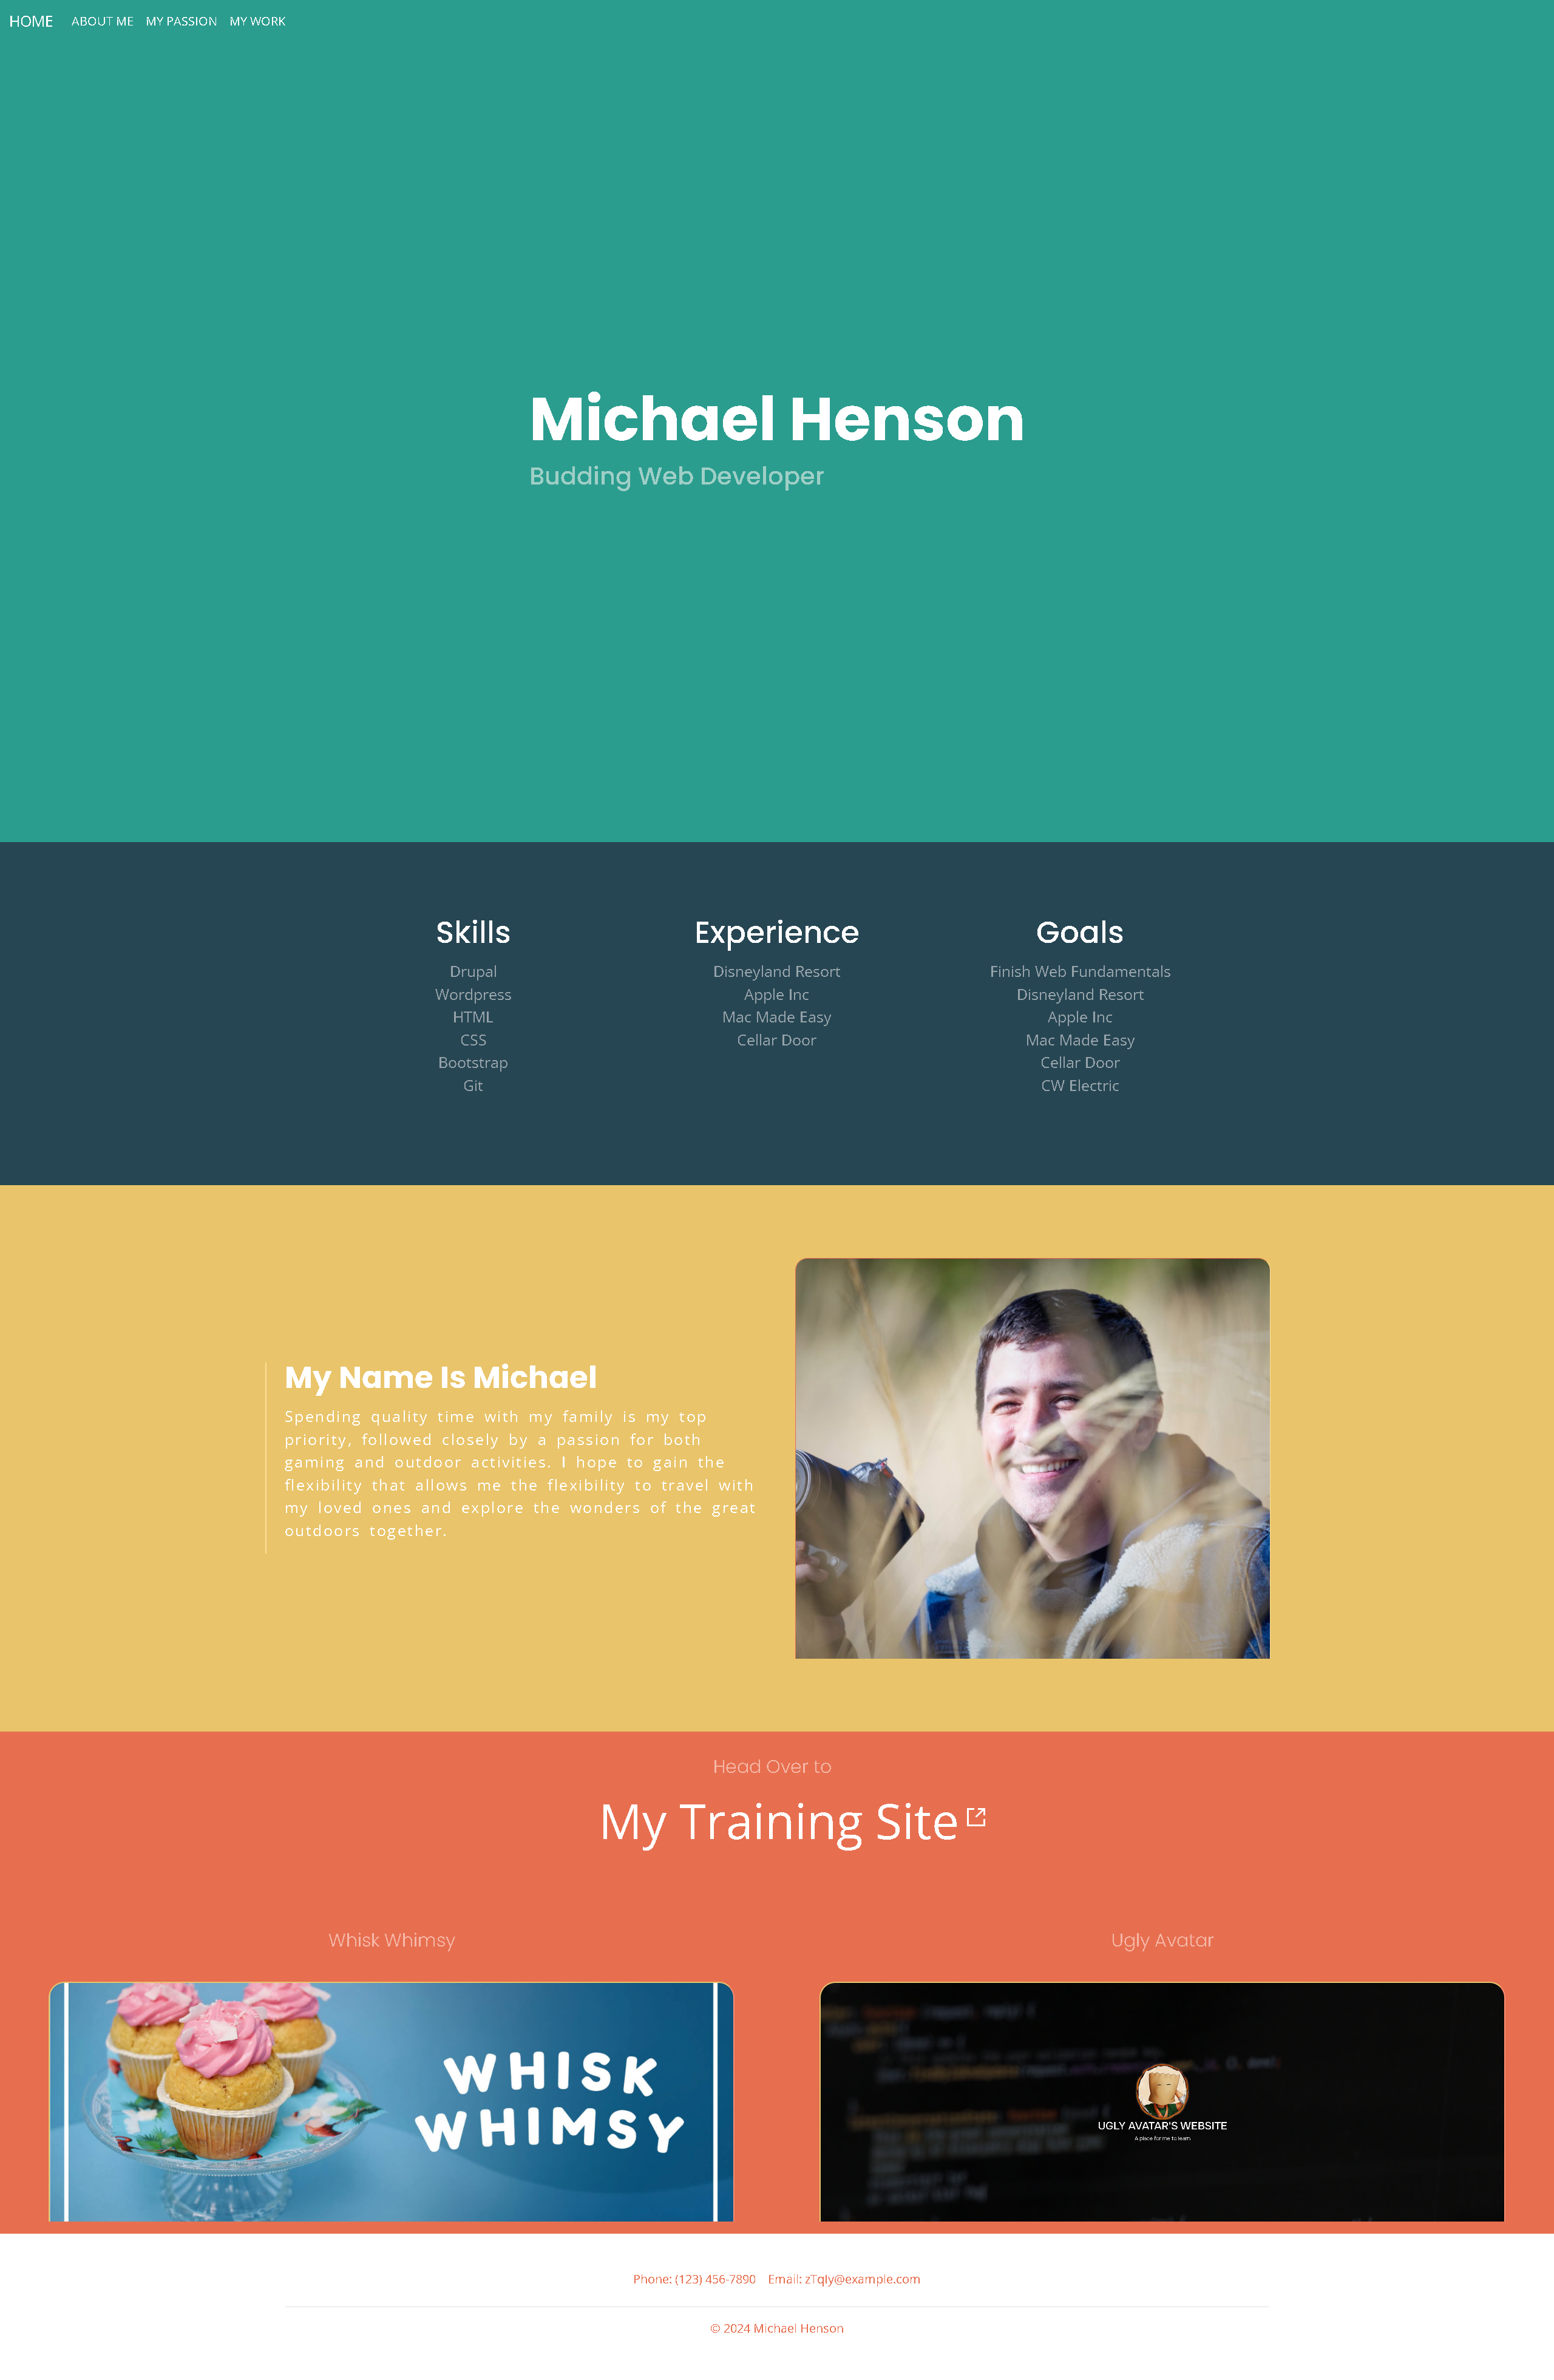 HOME ABOUT ME MY PASSION MY WORK
Michael Henson
Budding Web Developer
Skills
Drupal
Wordpress
HTML
CSS
Bootstrap
Git
Experience
Disneyland Resort
Apple Inc
Mac Made Easy
Cellar Door
Goals
Finish Web Fundamentals
Disneyland Resort
Apple Inc
Mac Made Easy
Cellar Door
CW Electric
My Name Is Michael
Spending quality time with my family is my top
priority, followed closely by a passion for both
gaming and outdoor activities. I hope to gain the
flexibility that allows me the flexibility to travel with
my loved ones and explore the wonders of the great
outdoors together.
Head Over to
My Training Site
Whisk Whimsy
WHISK
WHIMSY
Ugly Avatar
UGLY AVATAR'S WEBSITE
A place for me to learn
Phone: (123) 456-7890 Email: zTqly@example.com
© 2024 Michael Henson